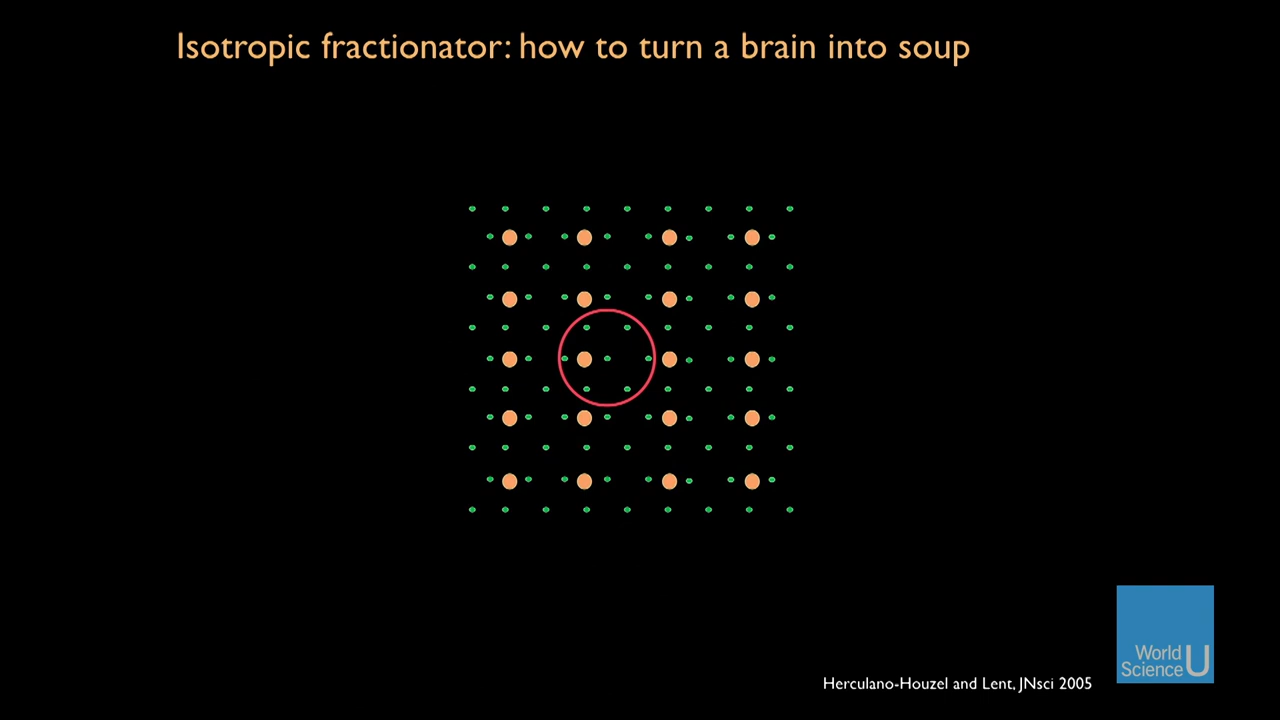 Isotropic fractionator: how to turn a brain into soup
World
Science U
Herculano-Houzel and Lent, JNsci 2005